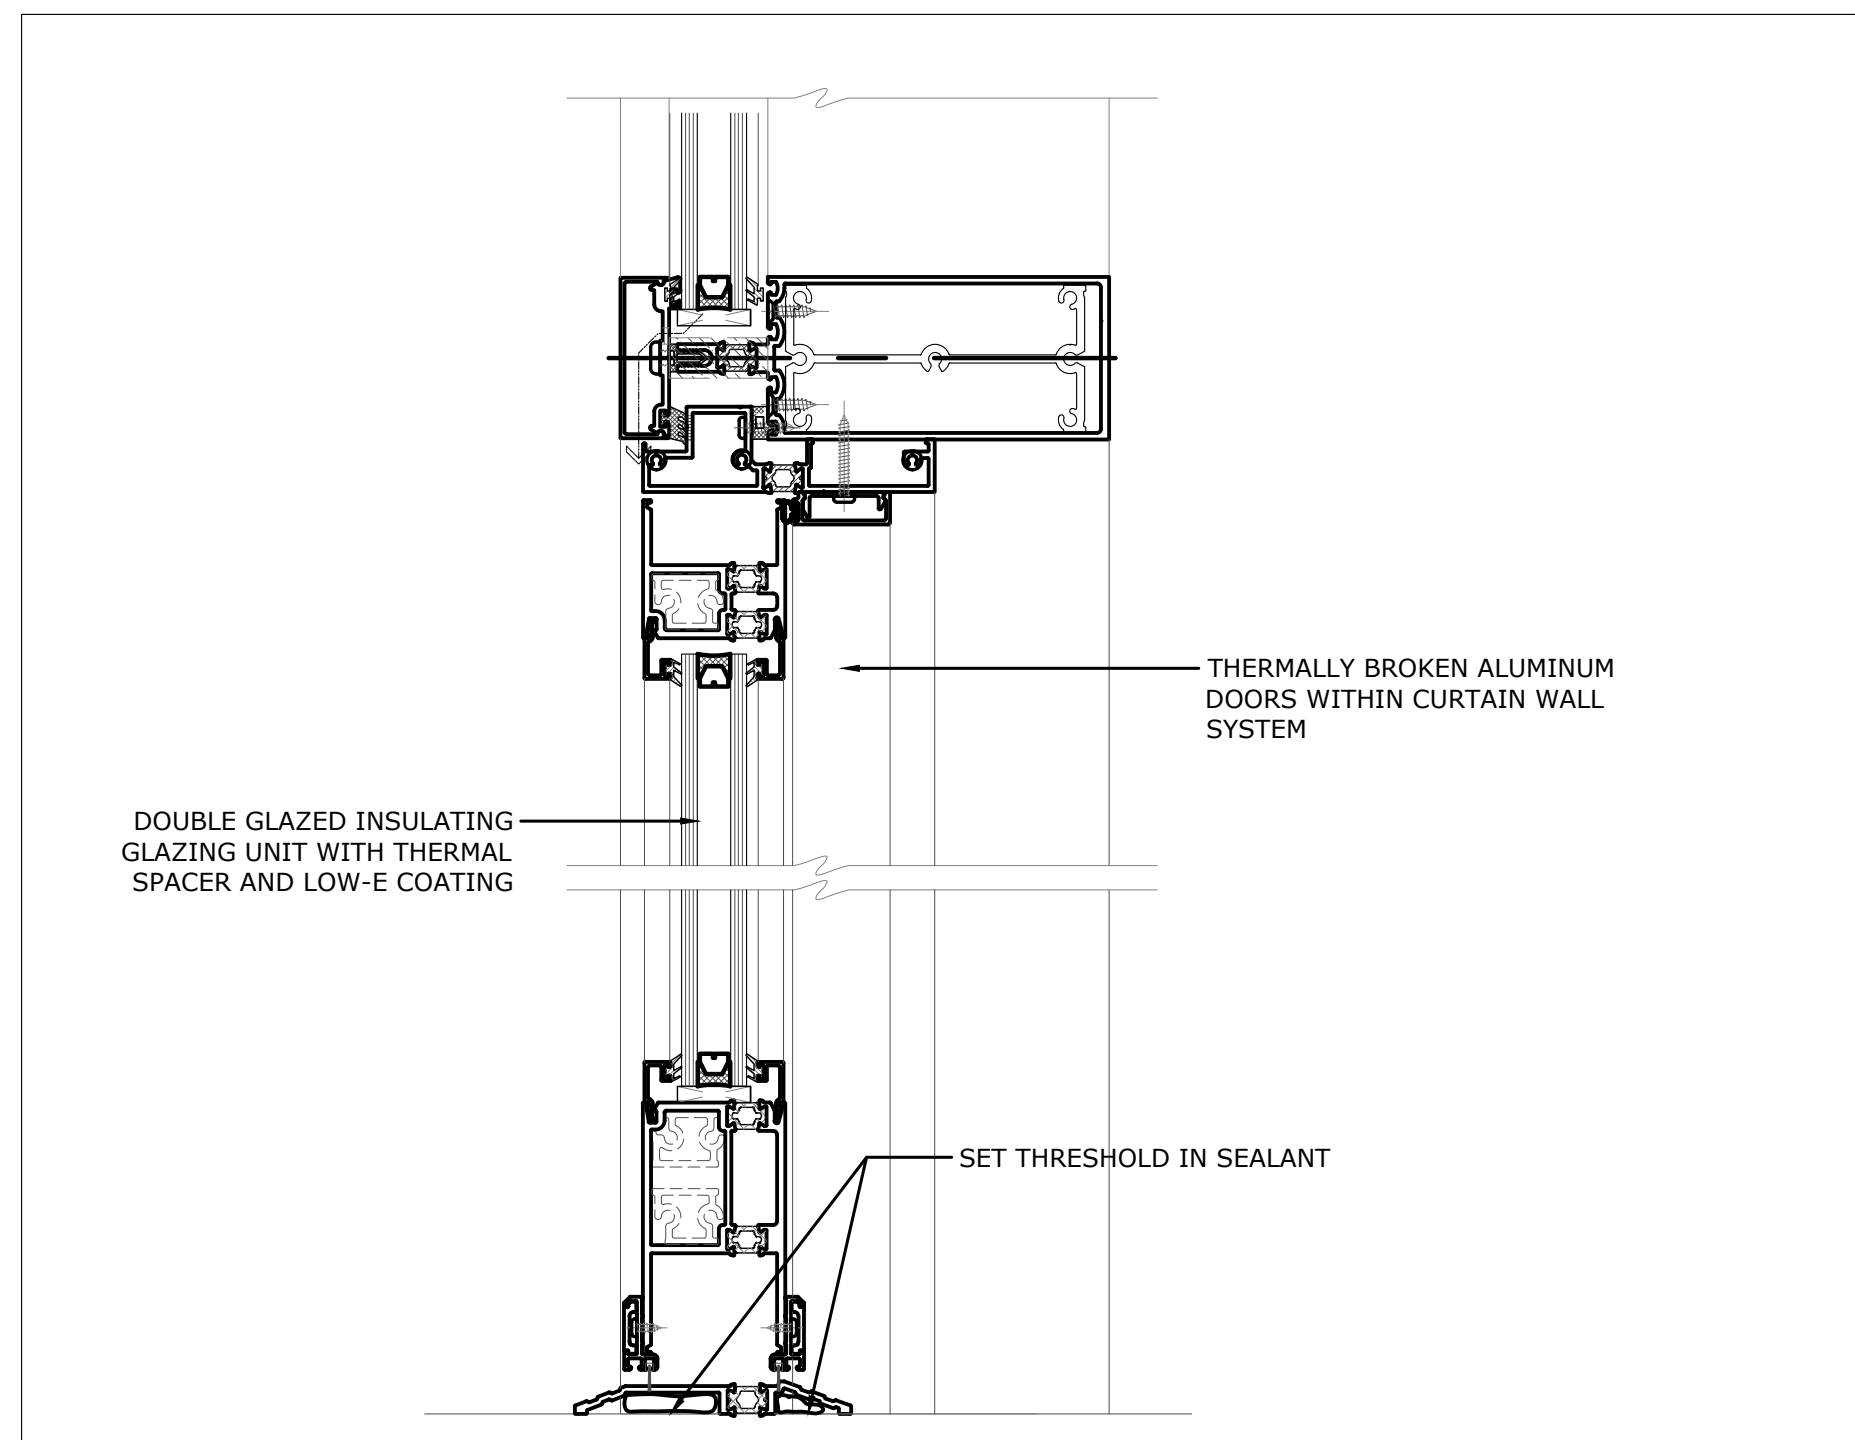 THERMALLY BROKEN ALUMINUM
DOORS WITHIN CURTAIN WALL
SYSTEM
DOUBLE GLAZED INSULATING
GLAZING UNIT WITH THERMAL
SPACER AND LOW-E COATING
SET THRESHOLD IN SEALANT